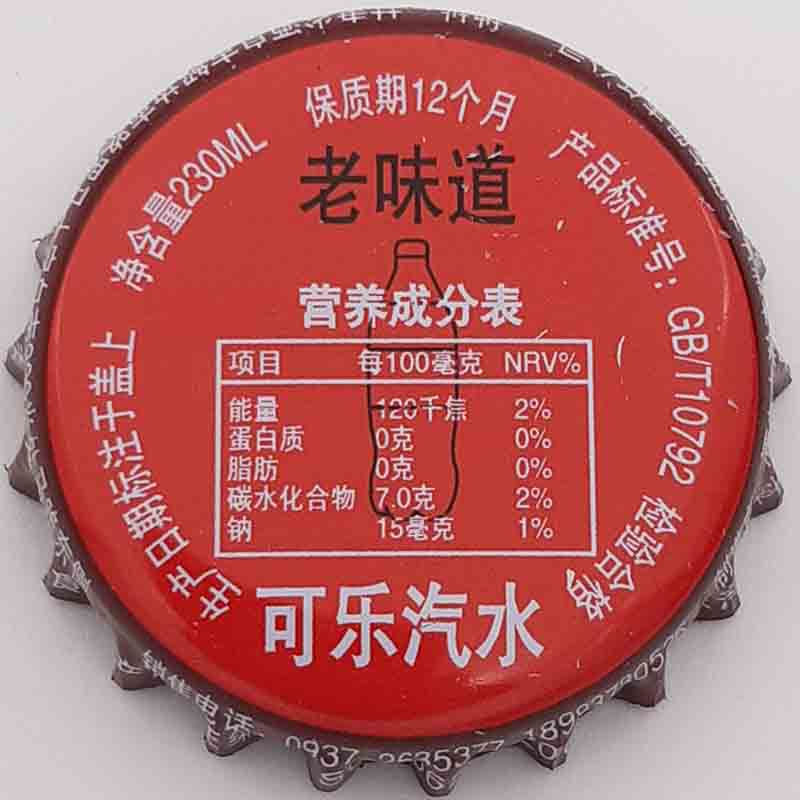 保质期12个月
净含量230ML
产品标准号：GB/T10792 检验合格
生产日期标注于盖上
老味道
营养成分表
项目 每100毫克 NRV%
能量 120千焦 2%
蛋白质 0克 0%
脂肪 0克 0%
碳水化合物 7.0克 2%
钠 15毫克 1%
可乐汽水
销售电话
0937